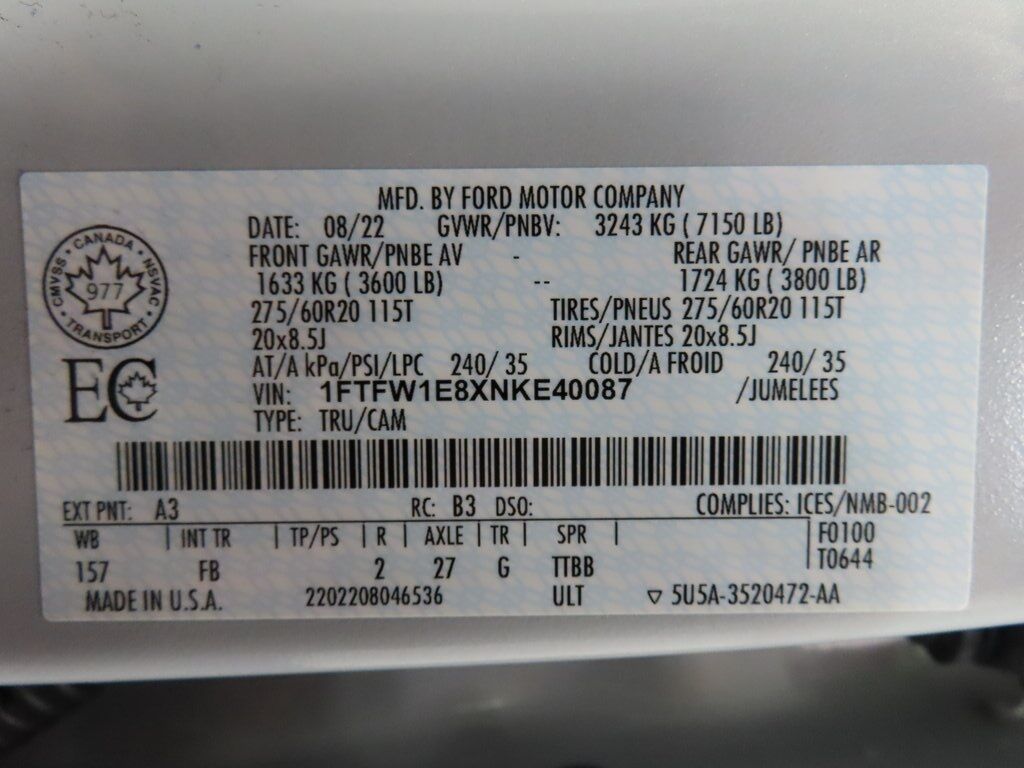 MFD. BY FORD MOTOR COMPANY
DATE: 08/22 GVWR/PNBV: 3243 KG ( 7150 LB)
FRONT GAWR/PNBE AV - REAR GAWR/ PNBE AR
1633 KG ( 3600 LB) -- 1724 KG ( 3800 LB)
275/60R20 115T TIRES/PNEUS 275/60R20 115T
20x8.5J RIMS/JANTES 20x8.5J
AT/A kPa/PSI/LPC 240/ 35 COLD/A FROID 240/ 35
VIN: 1FTFW1E8XNKE40087 /JUMELEES
TYPE: TRU/CAM
CANADA
CMVSS · NSVAC
977
TRANSPORT
EC
EXT PNT: A3 RC: B3 DSO: COMPLIES: ICES/NMB-002
WB | INT TR | TP/PS | R | AXLE | TR | SPR | F0100
157 FB 2 27 G TTBB T0644
MADE IN U.S.A. 2202208046536 ULT ▽ 5U5A-3520472-AA